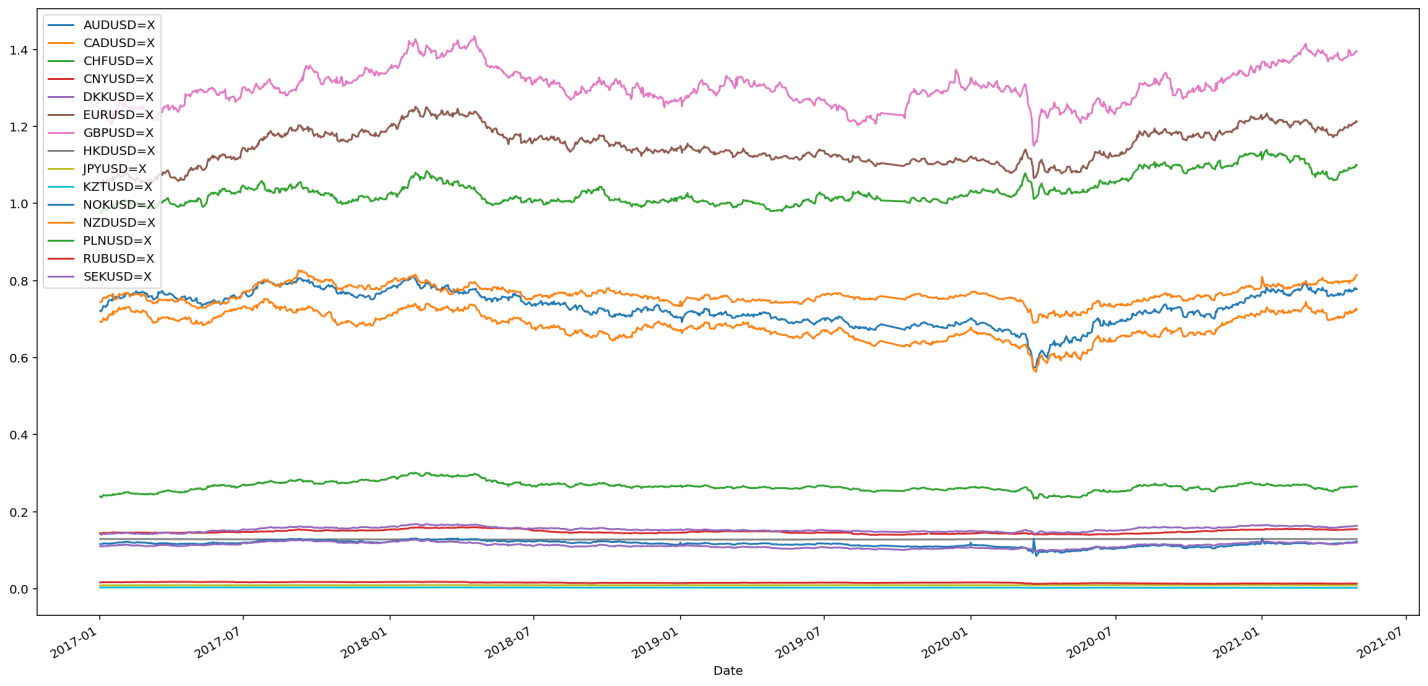 AUDUSD=X
CADUSD=X
CHFUSD=X
CNYUSD=X
DKKUSD=X
EURUSD=X
GBPUSD=X
HKDUSD=X
JPYUSD=X
KZTUSD=X
NOKUSD=X
NZDUSD=X
PLNUSD=X
RUBUSD=X
SEKUSD=X
1.4
1.2
1.0
0.8
0.6
0.4
0.2
0.0
2017-01
2017-07
2018-01
2018-07
2019-01
2019-07
2020-01
2020-07
2021-01
2021-07
Date